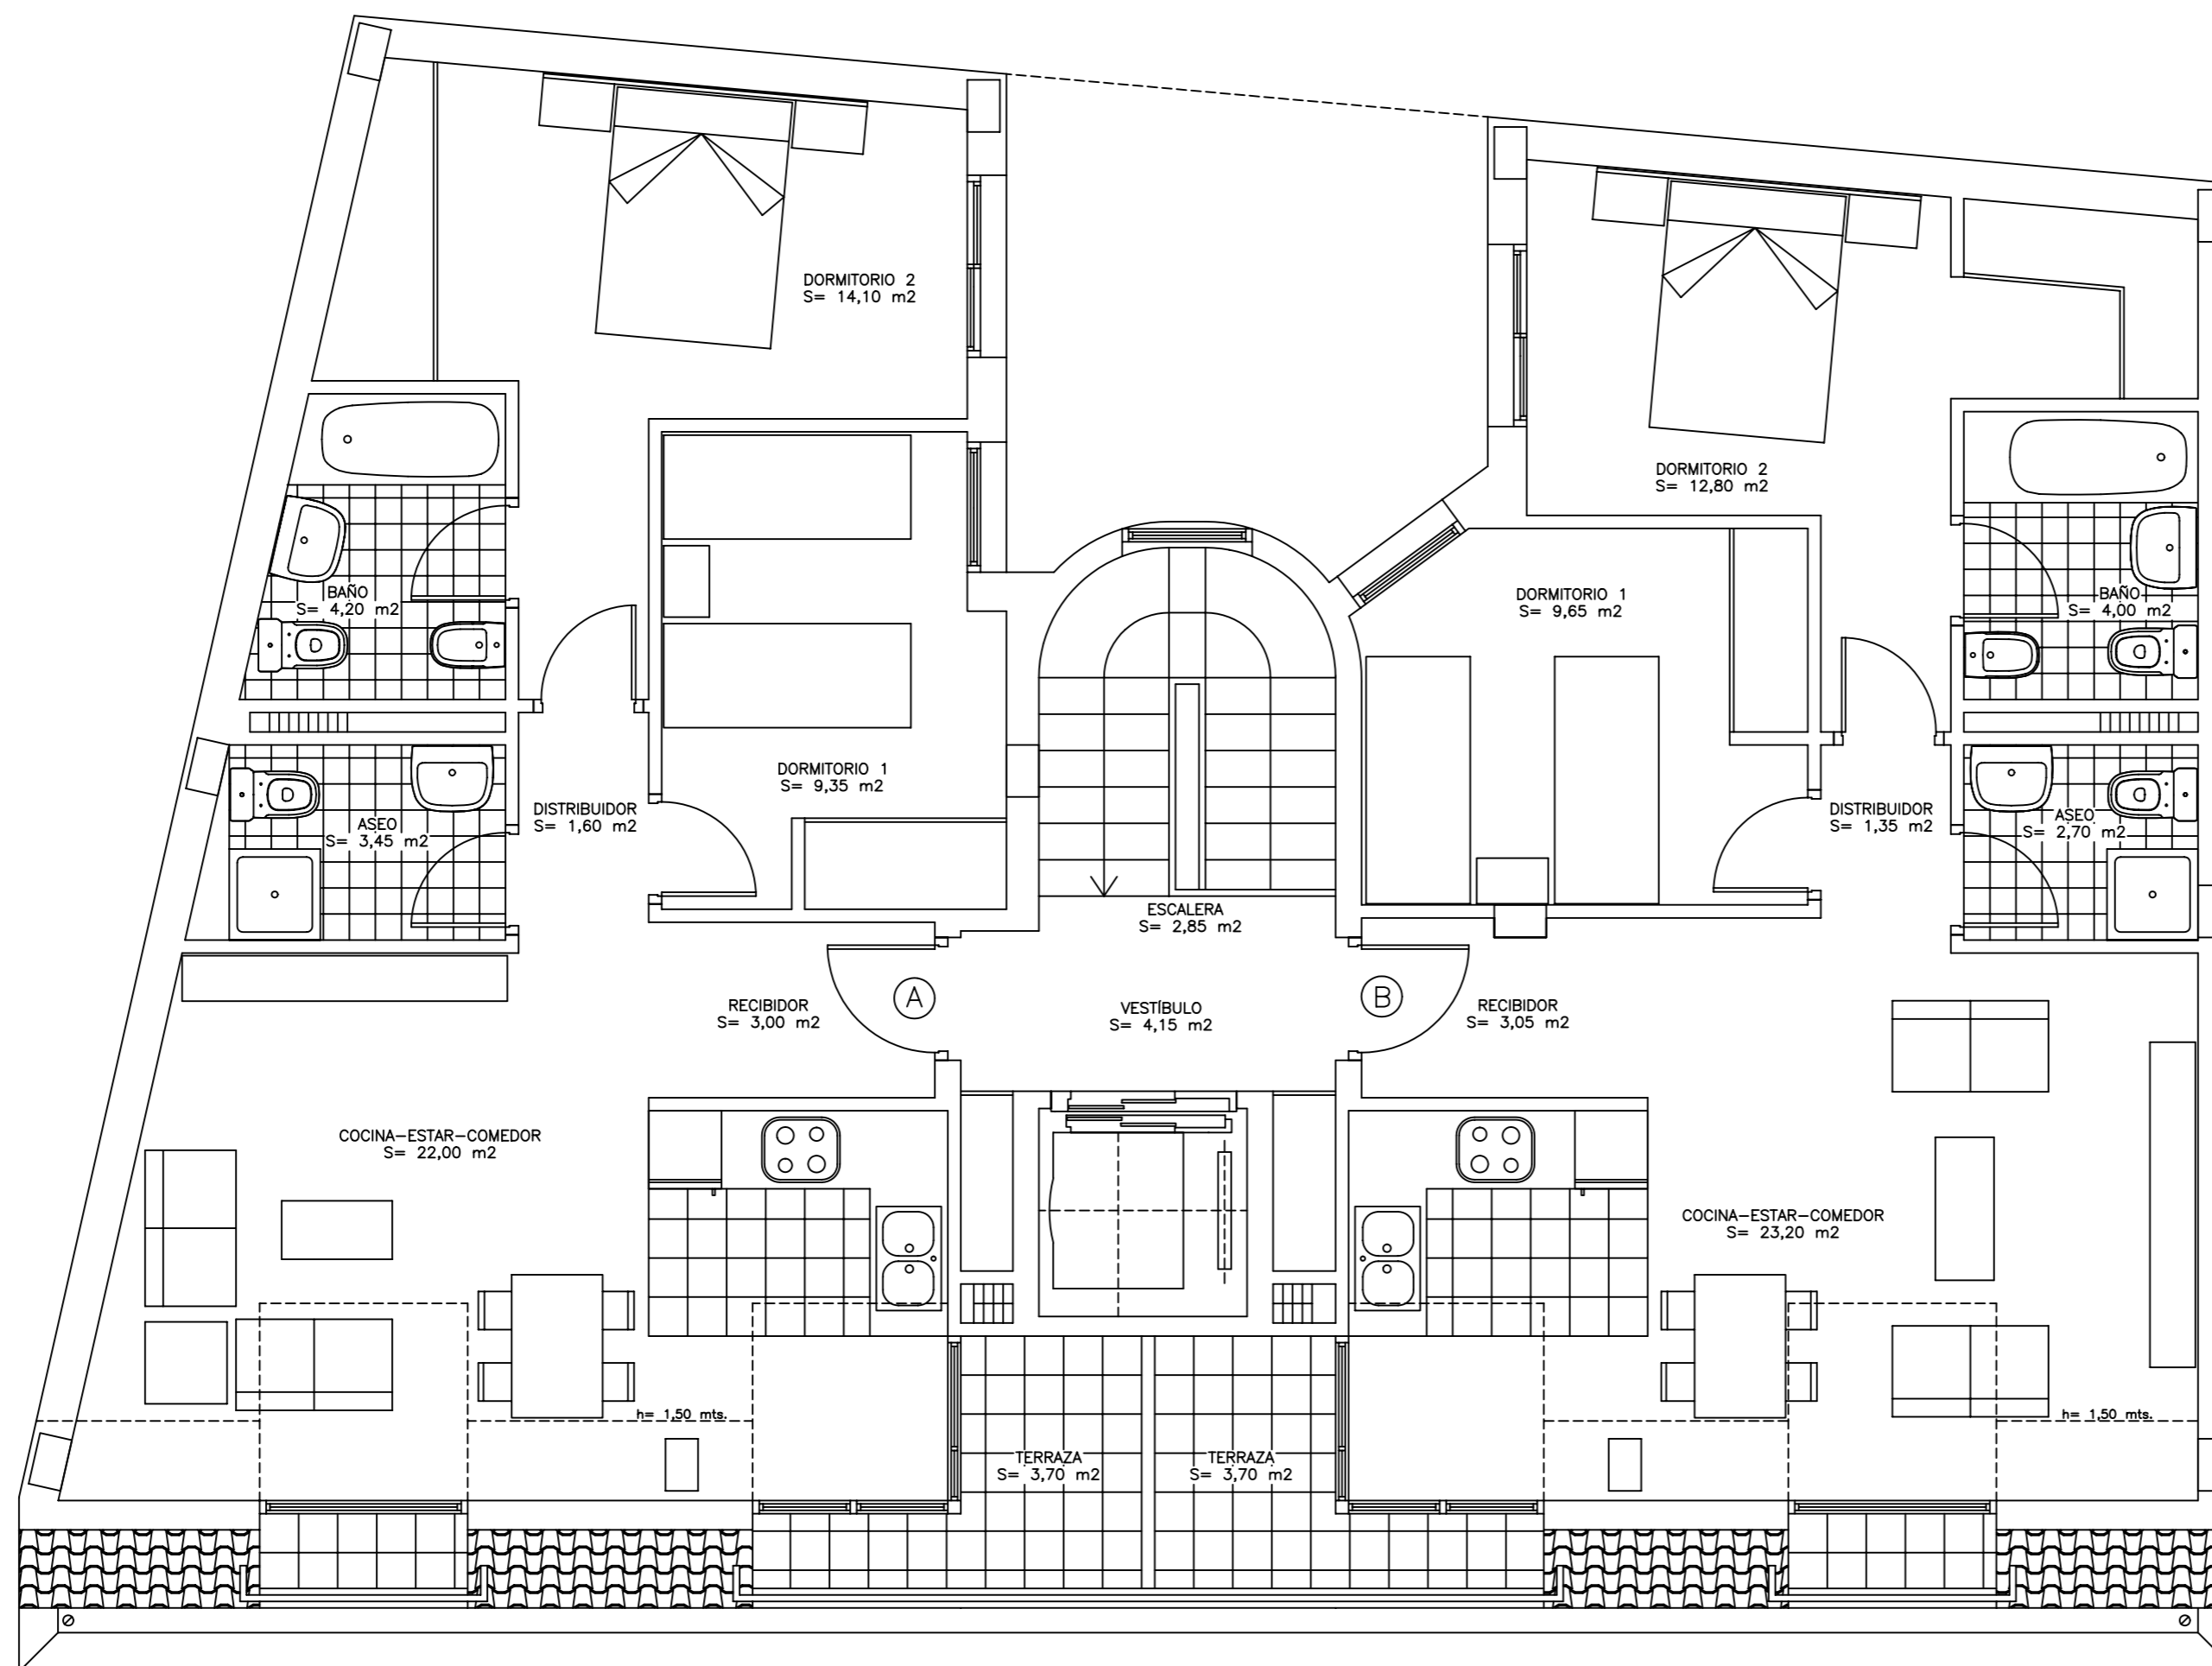 DORMITORIO 2
S= 14,10 m2
DORMITORIO 2
S= 12,80 m2
BAÑO
S= 4,20 m2
DORMITORIO 1
S= 9,65 m2
BAÑO
S= 4,00 m2
DORMITORIO 1
S= 9,35 m2
DISTRIBUIDOR
S= 1,60 m2
ASEO
S= 3,45 m2
DISTRIBUIDOR
S= 1,35 m2
ASEO
S= 2,70 m2
ESCALERA
S= 2,85 m2
RECIBIDOR
S= 3,00 m2
A
VESTÍBULO
S= 4,15 m2
B
RECIBIDOR
S= 3,05 m2
COCINA-ESTAR-COMEDOR
S= 22,00 m2
COCINA-ESTAR-COMEDOR
S= 23,20 m2
h= 1,50 mts.
h= 1,50 mts.
TERRAZA
S= 3,70 m2
TERRAZA
S= 3,70 m2